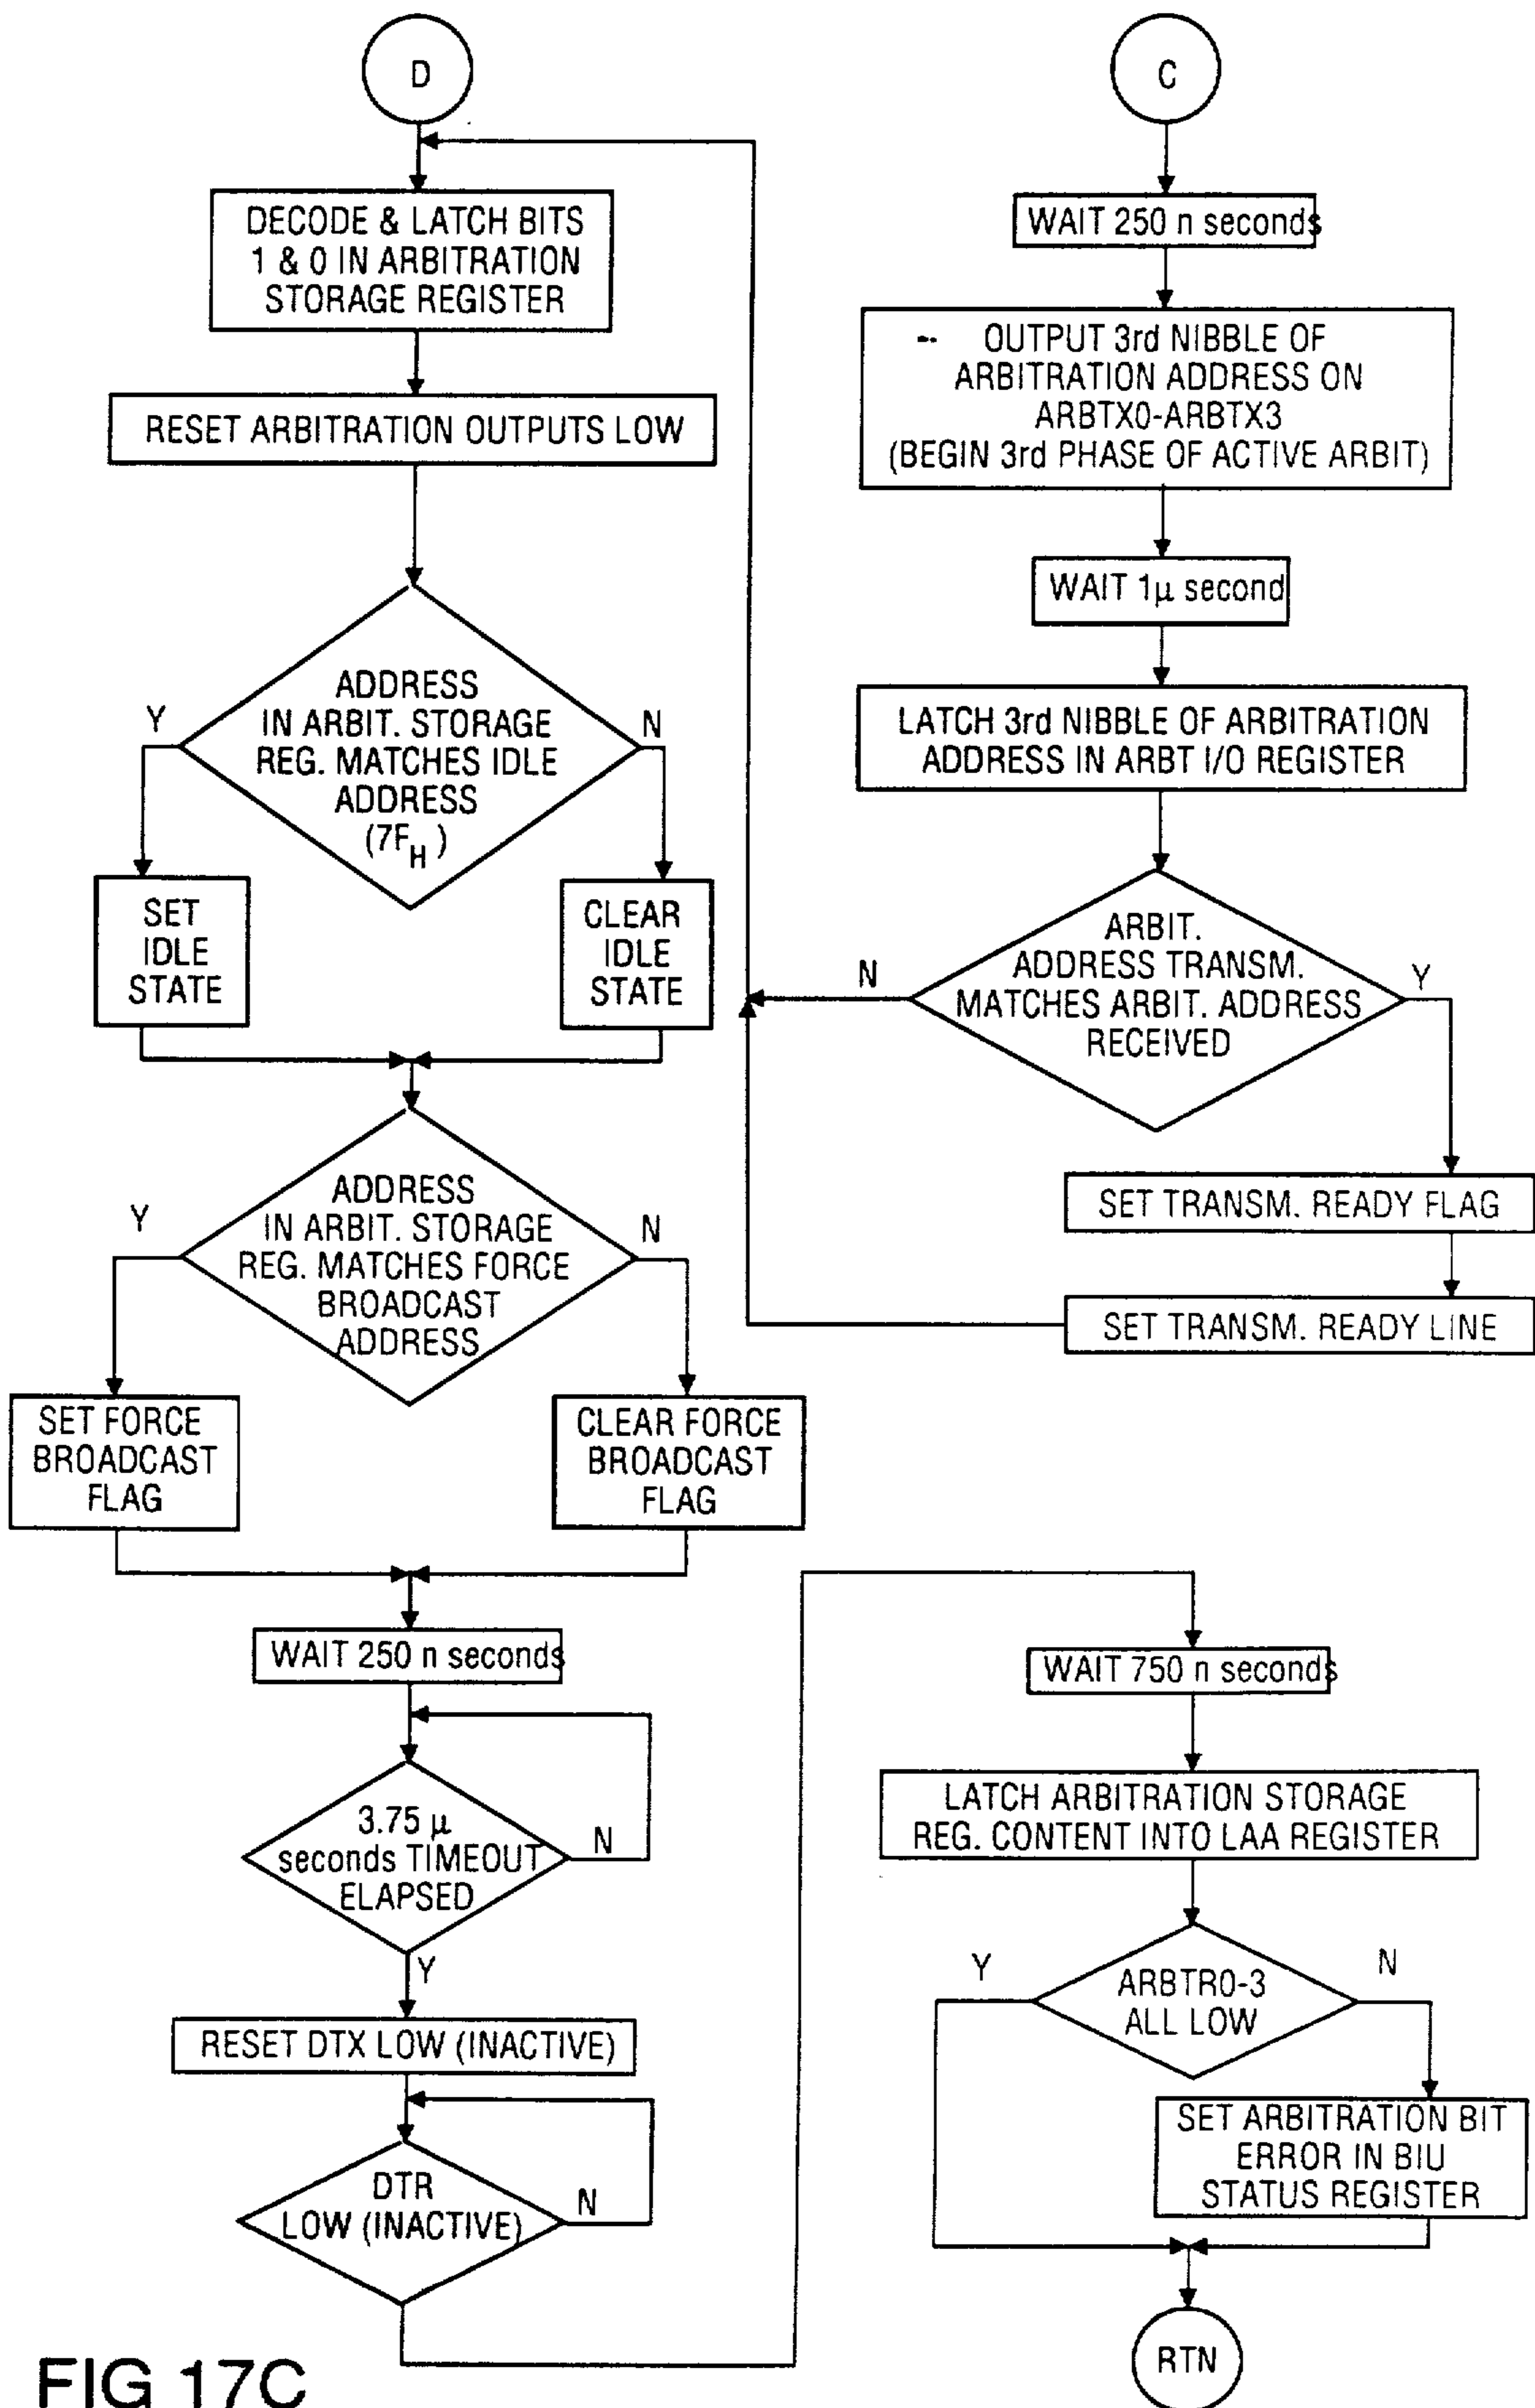 D
DECODE & LATCH BITS
1 & 0 IN ARBITRATION
STORAGE REGISTER
RESET ARBITRATION OUTPUTS LOW
ADDRESS
IN ARBIT. STORAGE
REG. MATCHES IDLE
ADDRESS
(7FH)
Y
N
SET
IDLE
STATE
CLEAR
IDLE
STATE
ADDRESS
IN ARBIT. STORAGE
REG. MATCHES FORCE
BROADCAST
ADDRESS
Y
N
SET FORCE
BROADCAST
FLAG
CLEAR FORCE
BROADCAST
FLAG
WAIT 250 n seconds
3.75 μ
seconds TIMEOUT
ELAPSED
N
Y
RESET DTX LOW (INACTIVE)
DTR
LOW (INACTIVE)
N
C
WAIT 250 n seconds
-- OUTPUT 3rd NIBBLE OF
ARBITRATION ADDRESS ON
ARBTX0-ARBTX3
(BEGIN 3rd PHASE OF ACTIVE ARBIT)
WAIT 1μ second
LATCH 3rd NIBBLE OF ARBITRATION
ADDRESS IN ARBT I/O REGISTER
ARBIT.
ADDRESS TRANSM.
MATCHES ARBIT. ADDRESS
RECEIVED
N
Y
SET TRANSM. READY FLAG
SET TRANSM. READY LINE
WAIT 750 n seconds
LATCH ARBITRATION STORAGE
REG. CONTENT INTO LAA REGISTER
ARBTR0-3
ALL LOW
Y
N
SET ARBITRATION BIT
ERROR IN BIU
STATUS REGISTER
RTN
FIG 17C